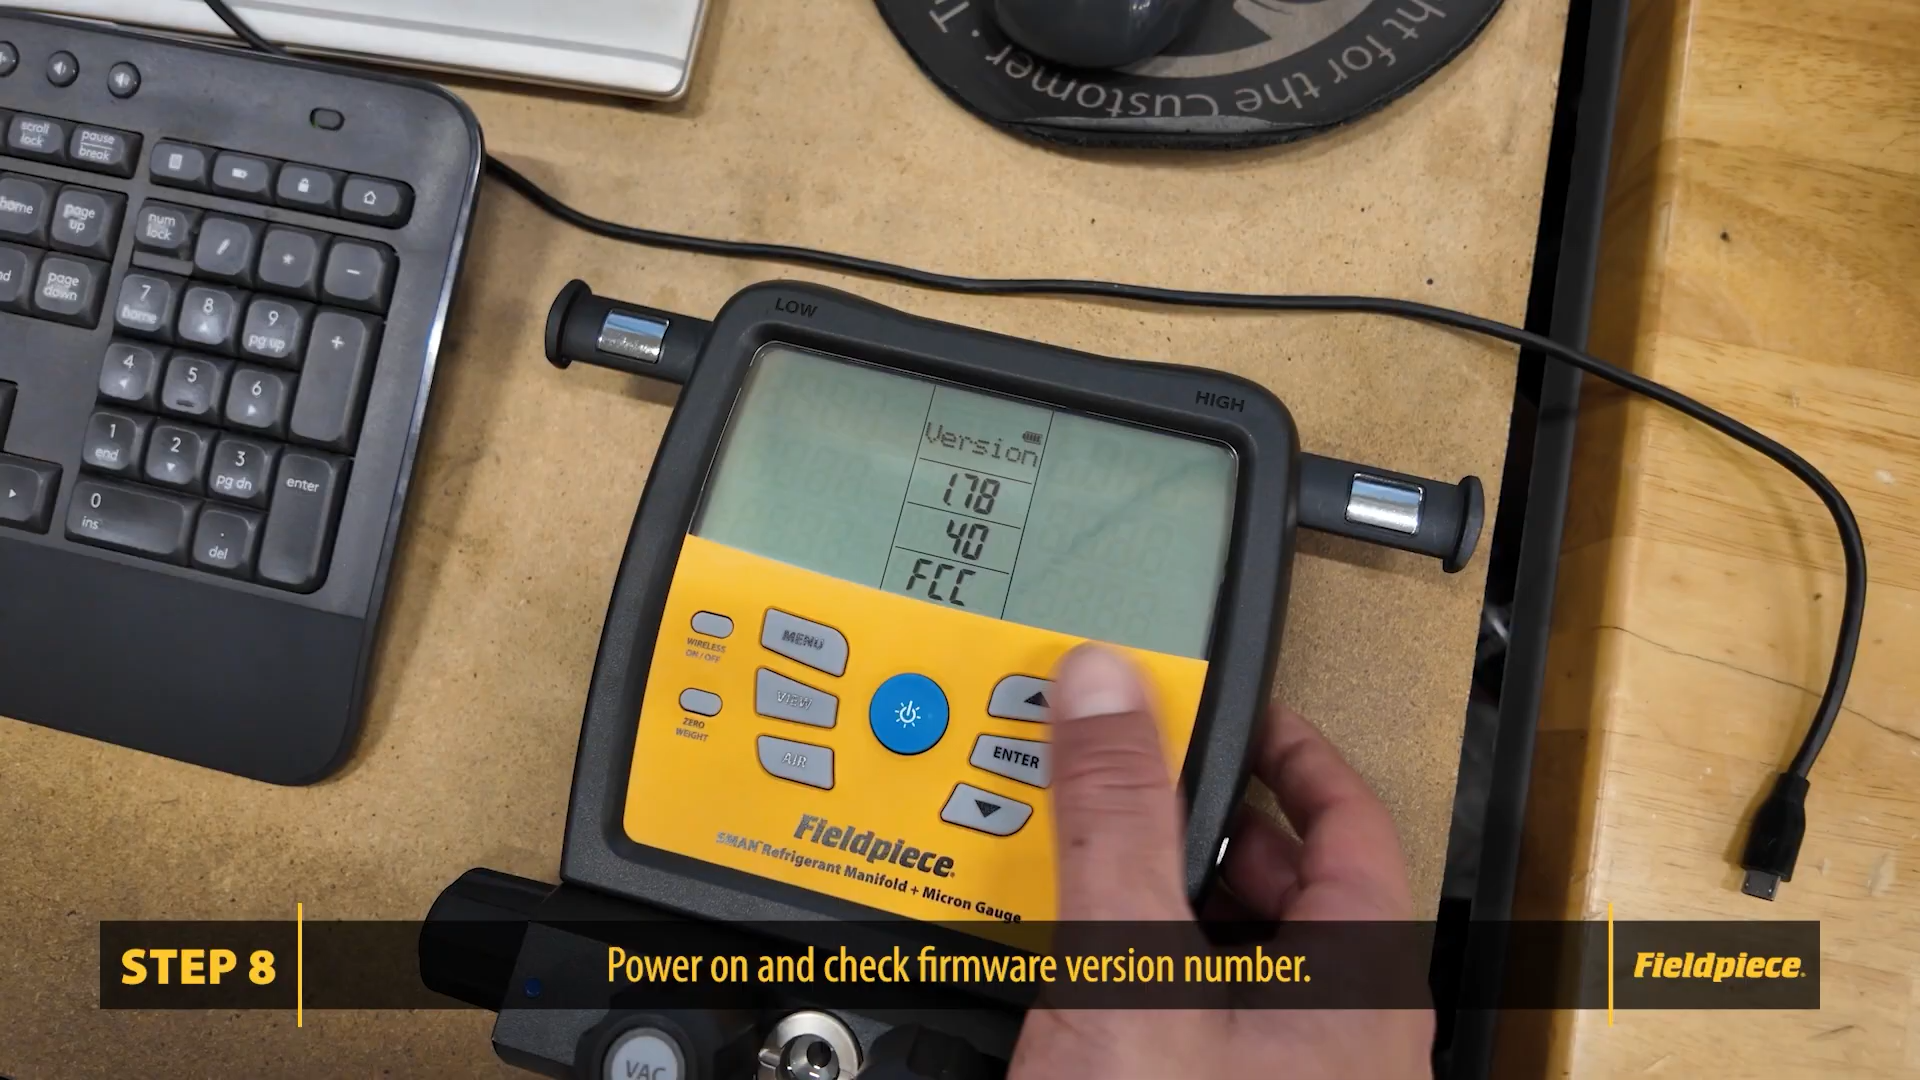 scroll
lock
pause
break
home
page
up
page
down
num
lock
/
*
-
7
home
8
9
pg up
+
4
5
6
1
end
2
3
pg dn
enter
0
ins
.
del
ht for the Customer • T
LOW
HIGH
Version
178
40
FCC
WIRELESS
ON / OFF
MENU
VIEW
ZERO
WEIGHT
AIR
ENTER
Fieldpiece
SMAN Refrigerant Manifold + Micron Gauge
VAC
STEP 8
Power on and check firmware version number.
Fieldpiece